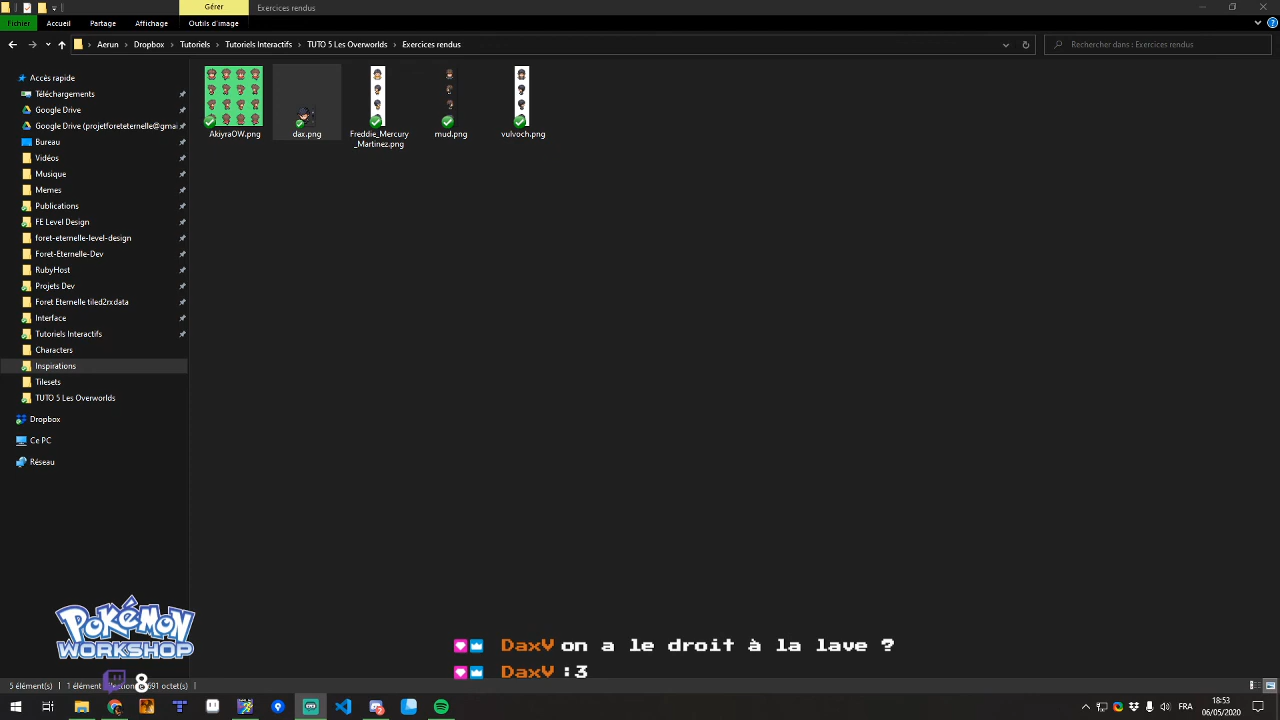 Gérer
Exercices rendus
Fichier
Accueil
Partage
Affichage
Outils d'image
Aerun
Dropbox
Tutoriels
Tutoriels Interactifs
TUTO 5 Les Overworlds
Exercices rendus
Rechercher dans : Exercices rendus
Accès rapide
Téléchargements
Google Drive
Google Drive (projetforeteternelle@gmai
Bureau
Vidéos
Musique
Memes
Publications
FE Level Design
foret-eternelle-level-design
Foret-Eternelle-Dev
RubyHost
Projets Dev
Foret Eternelle tiled2rxdata
Interface
Tutoriels Interactifs
Characters
Inspirations
Tilesets
TUTO 5 Les Overworlds
Dropbox
Ce PC
Réseau
AkiyraOW.png
dax.png
Freddie_Mercury
_Martinez.png
mud.png
vulvoch.png
POKÉMON
WORKSHOP
8
DaxV on a le droit à la lave ?
DaxV :3
5 élément(s)
1 élément
691 octet(s)
FRA
18:53
06/05/2020